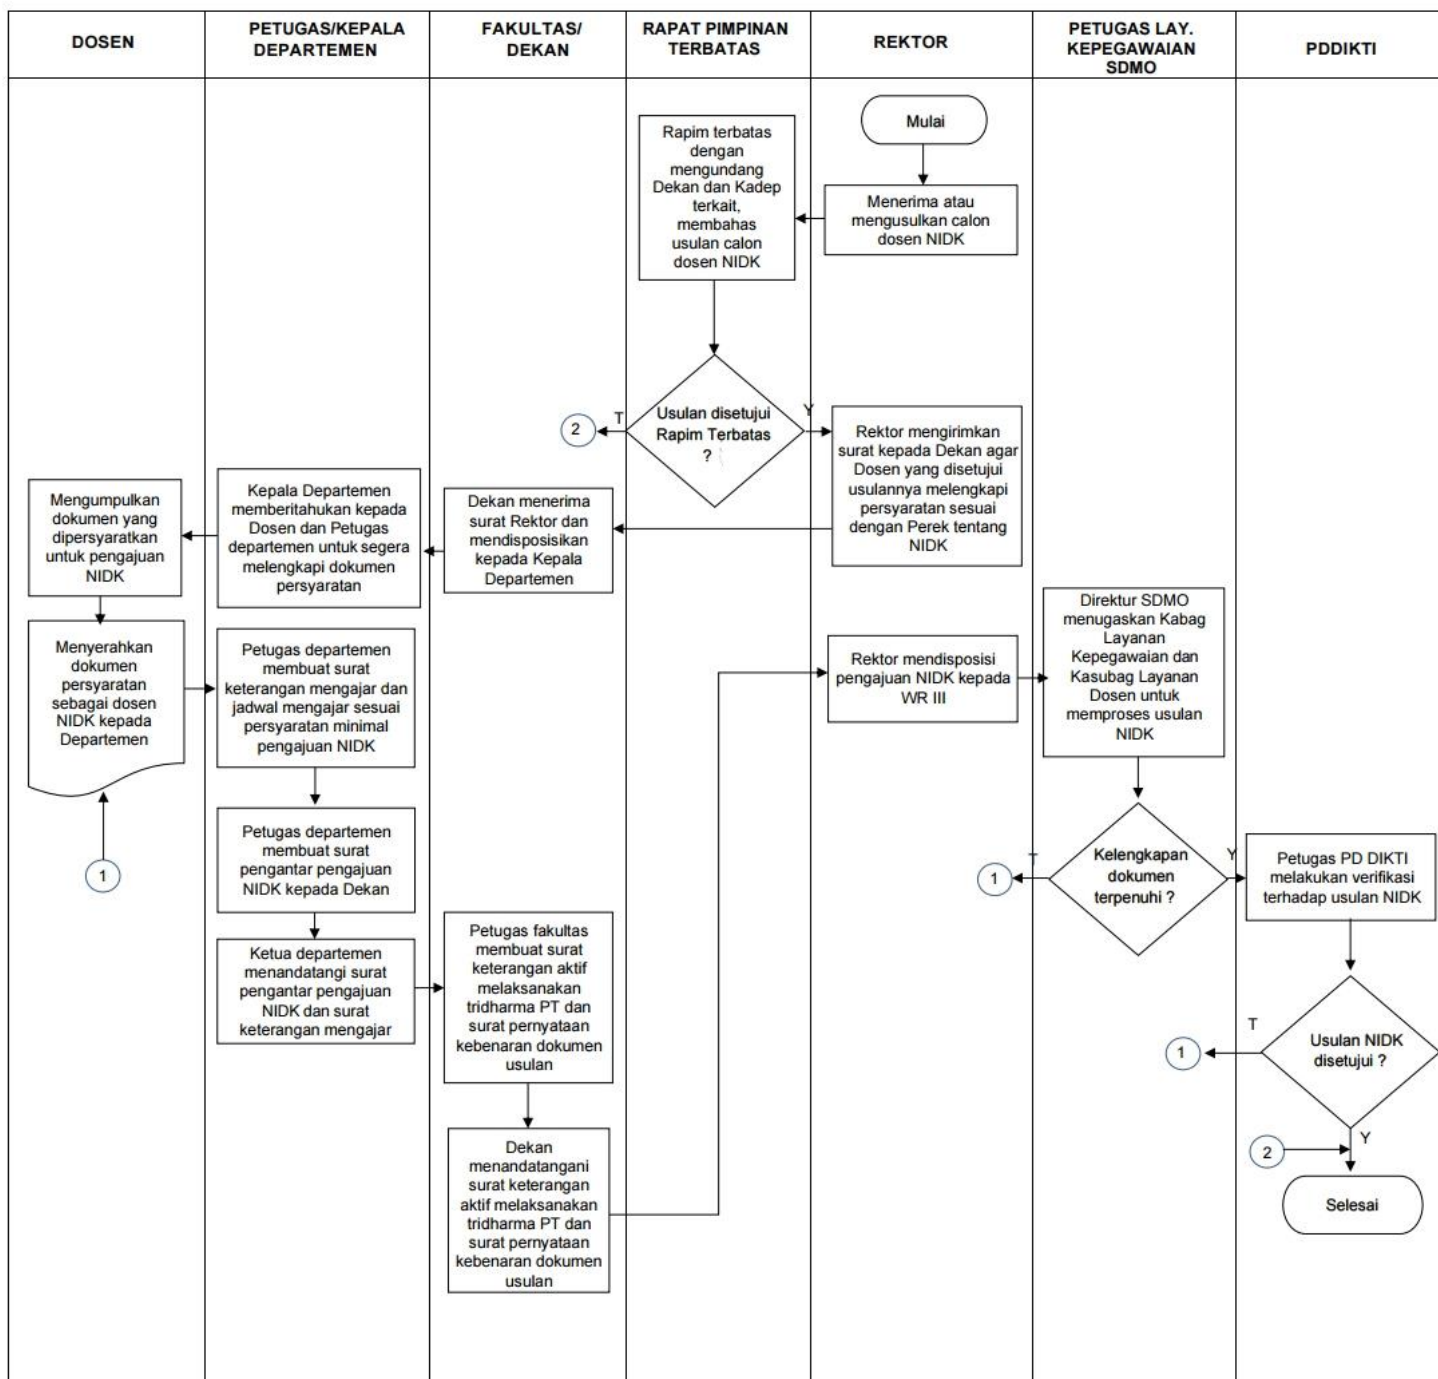 DOSEN
PETUGAS/KEPALA
DEPARTEMEN
FAKULTAS/
DEKAN
RAPAT PIMPINAN
TERBATAS
REKTOR
PETUGAS LAY.
KEPEGAWAIAN
SDMO
PDDIKTI
Mulai
Menerima atau
mengusulkan calon
dosen NIDK
Rapim terbatas
dengan
mengundang
Dekan dan Kadep
terkait,
membahas
usulan calon
dosen NIDK
Usulan disetujui
Rapim Terbatas
?
T
2
Y
Rektor mengirimkan
surat kepada Dekan agar
Dosen yang disetujui
usulannya melengkapi
persyaratan sesuai
dengan Perek tentang
NIDK
Dekan menerima
surat Rektor dan
mendisposisikan
kepada Kepala
Departemen
Kepala Departemen
memberitahukan kepada
Dosen dan Petugas
departemen untuk segera
melengkapi dokumen
persyaratan
Mengumpulkan
dokumen yang
dipersyaratkan
untuk pengajuan
NIDK
Menyerahkan
dokumen
persyaratan
sebagai dosen
NIDK kepada
Departemen
1
Petugas departemen
membuat surat
keterangan mengajar dan
jadwal mengajar sesuai
persyaratan minimal
pengajuan NIDK
Petugas departemen
membuat surat
pengantar pengajuan
NIDK kepada Dekan
Ketua departemen
menandatangi surat
pengantar pengajuan
NIDK dan surat
keterangan mengajar
Petugas fakultas
membuat surat
keterangan aktif
melaksanakan
tridharma PT dan
surat pernyataan
kebenaran dokumen
usulan
Dekan
menandatangani
surat keterangan
aktif melaksanakan
tridharma PT dan
surat pernyataan
kebenaran dokumen
usulan
Rektor mendisposisi
pengajuan NIDK kepada
WR III
Direktur SDMO
menugaskan Kabag
Layanan
Kepegawaian dan
Kasubag Layanan
Dosen untuk
memproses usulan
NIDK
Kelengkapan
dokumen
terpenuhi ?
T
1
Y
Petugas PD DIKTI
melakukan verifikasi
terhadap usulan NIDK
Usulan NIDK
disetujui ?
T
1
Y
2
Selesai